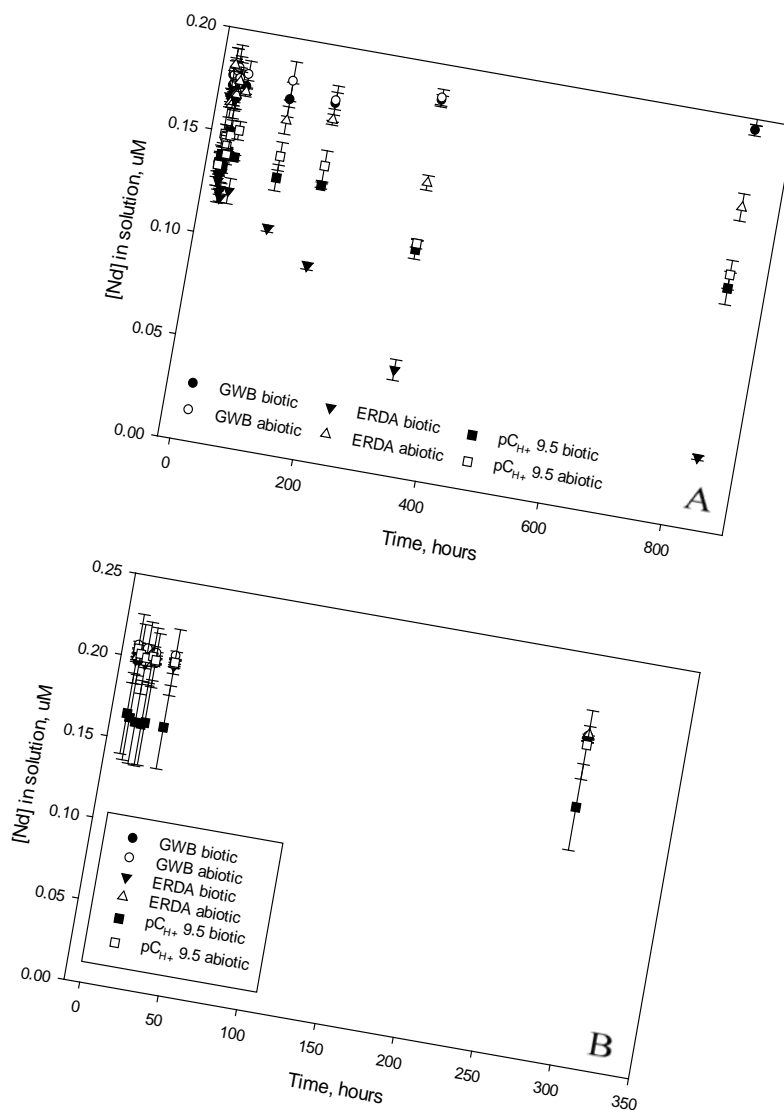 0.20
0.15
0.10
0.05
0.00
[Nd] in solution, uM
GWB biotic
GWB abiotic
ERDA biotic
ERDA abiotic
pCH+ 9.5 biotic
pCH+ 9.5 abiotic
A
0 200 400 600 800
Time, hours
0.25
0.20
0.15
0.10
0.05
0.00
[Nd] in solution, uM
GWB biotic
GWB abiotic
ERDA biotic
ERDA abiotic
pCH+ 9.5 biotic
pCH+ 9.5 abiotic
B
0 50 100 150 200 250 300 350
Time, hours